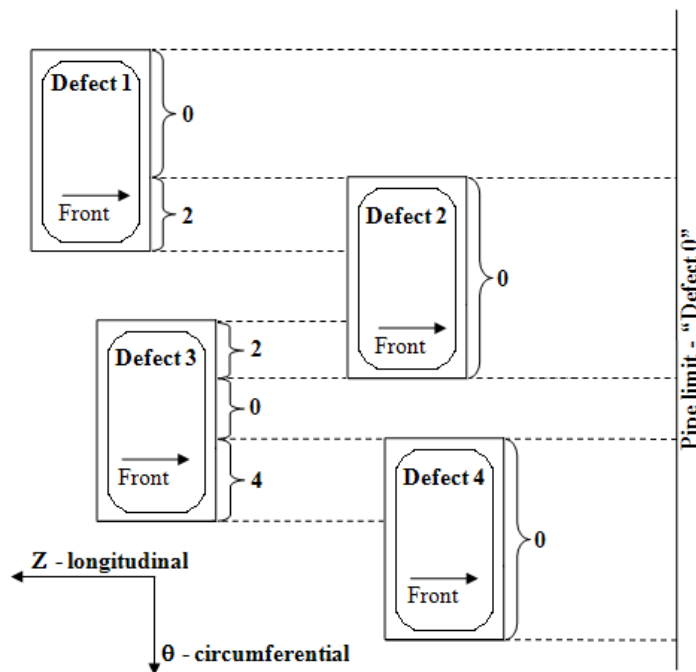 Defect 1
0
Front
2
Defect 2
0
Front
Defect 3
2
0
Front
4
Defect 4
0
Front
Z - longitudinal
θ - circumferential
Pipe limit - “Defect 0”